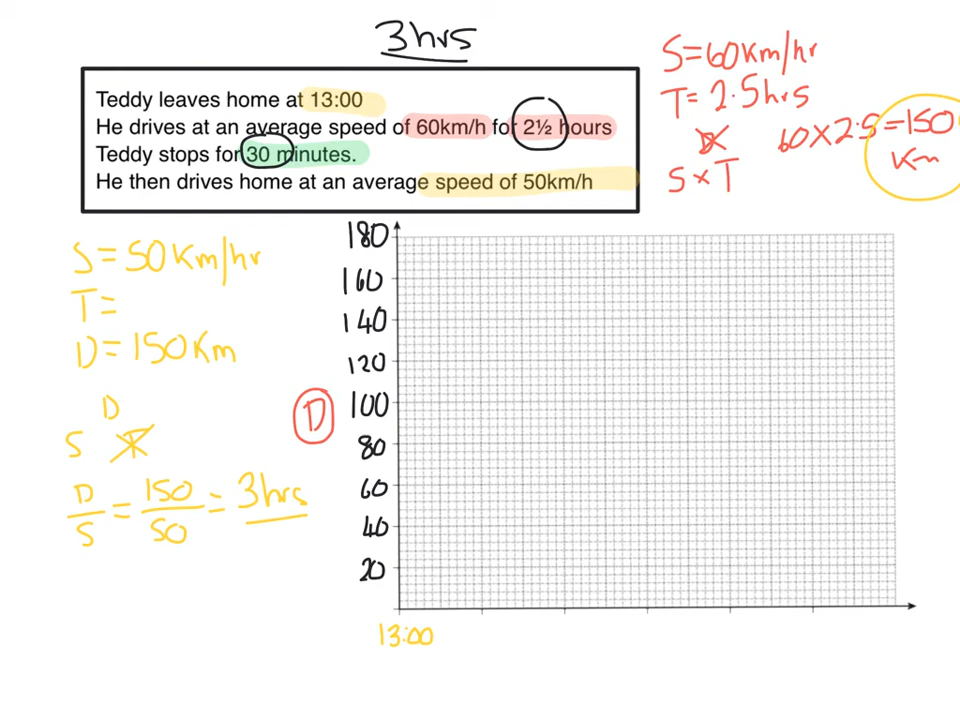 3hrs
Teddy leaves home at 13:00
He drives at an average speed of 60km/h for 2½ hours
Teddy stops for 30 minutes.
He then drives home at an average speed of 50km/h
S=60km/hr
T= 2.5hrs
60x2.5=150
Km
S x T
S=50Km/hr
T=
D=150Km
D
S T
D/S = 150/50 = 3hrs
D
180
160
140
120
100
80
60
40
20
13:00